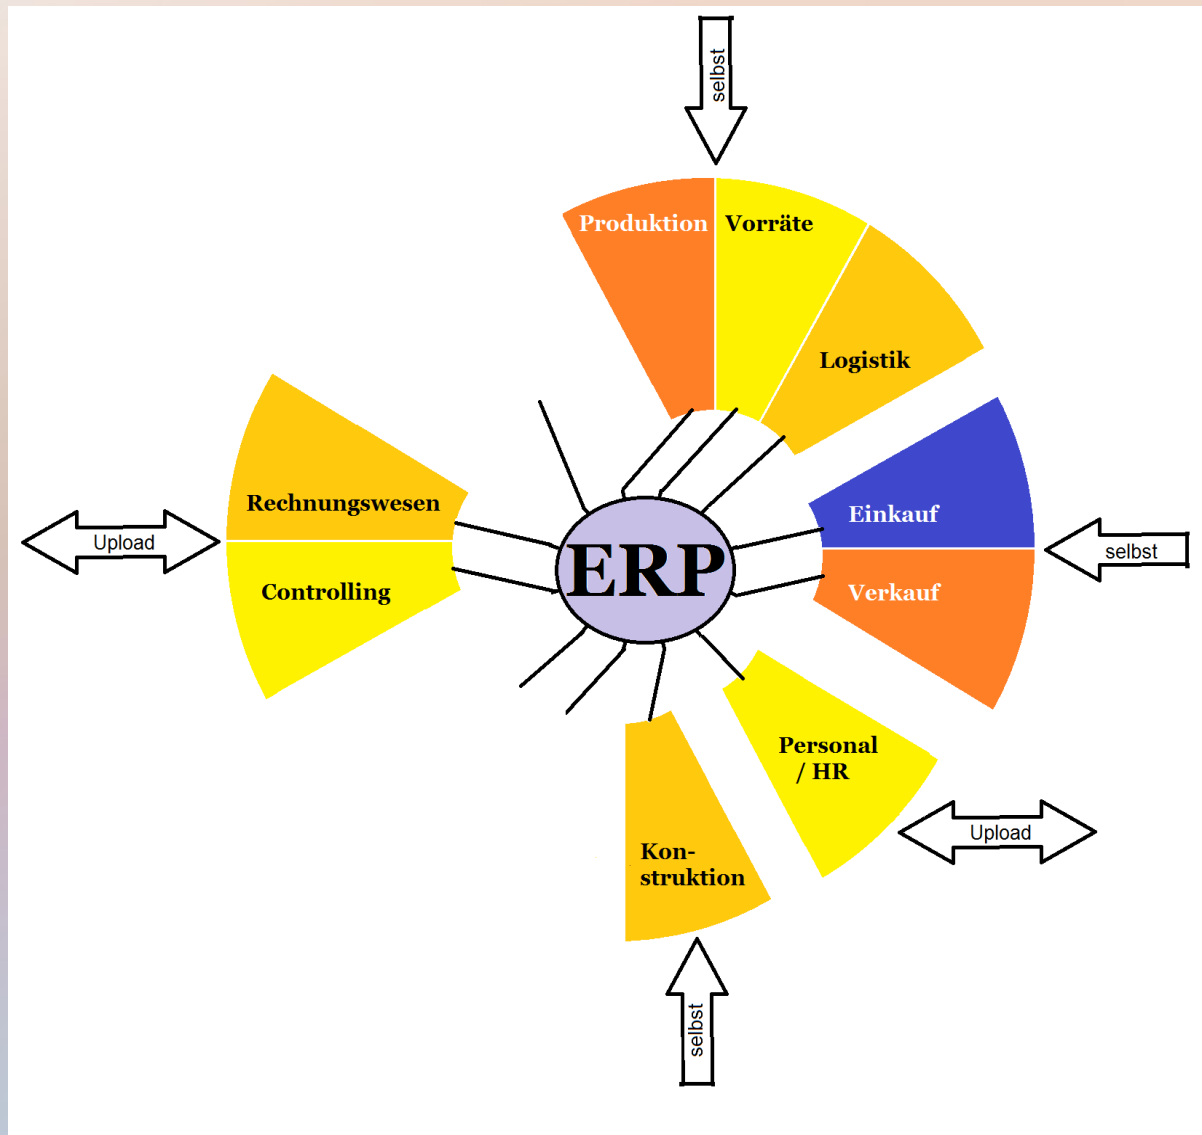 selbst
Produktion
Vorräte
Logistik
Rechnungswesen
Controlling
Upload
ERP
Einkauf
Verkauf
selbst
Personal
/ HR
Upload
Kon-
struktion
selbst